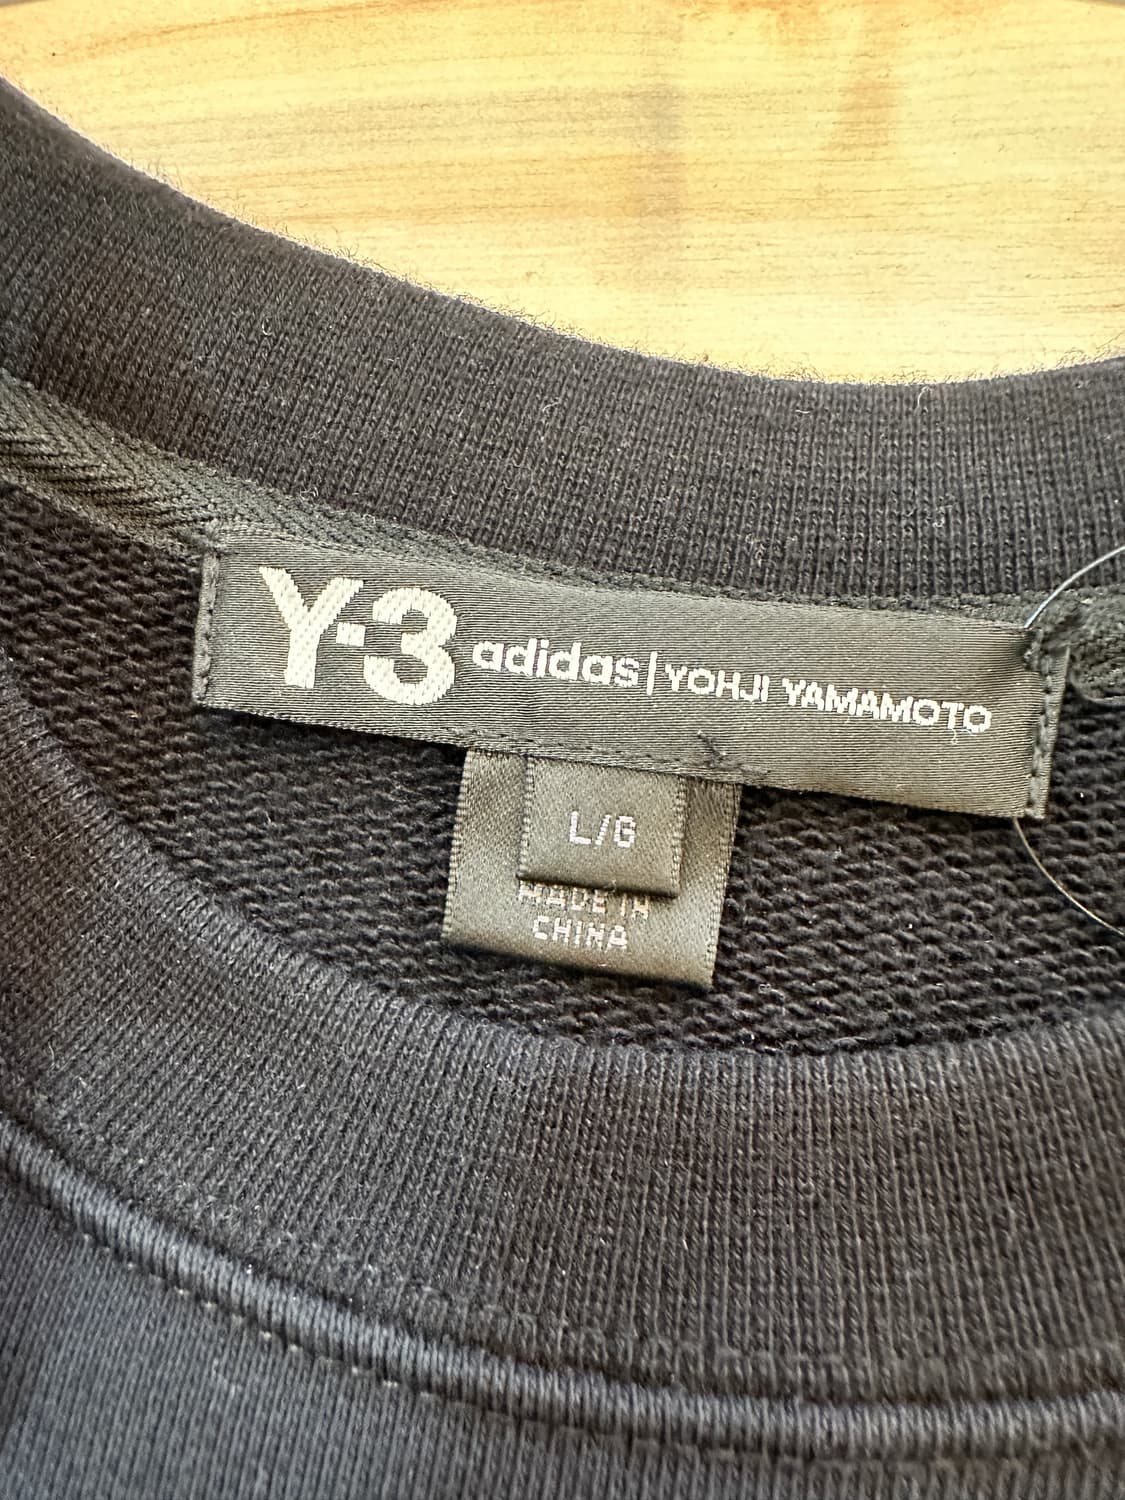 Y-3 adidas | YOHJI YAMAMOTO
L/G
MADE IN
CHINA